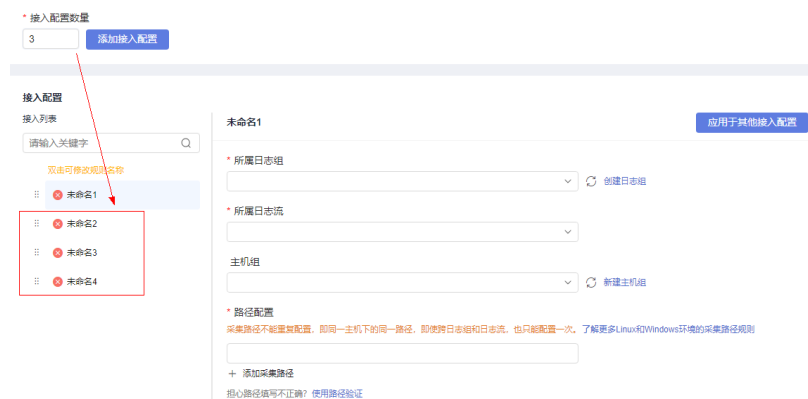 * 接入配置数量
3 添加接入配置
接入配置
接入列表
请输入关键字
双击可修改规则名称
未命名1
未命名2
未命名3
未命名4
未命名1 应用于其他接入配置
* 所属日志组
创建日志组
* 所属日志流
主机组
新建主机组
* 路径配置
采集路径不能重复配置，即同一主机下的同一路径，即使跨日志组和日志流，也只能配置一次。了解更多Linux和Windows环境的采集路径规则
+ 添加采集路径
担心路径填写不正确？使用路径验证